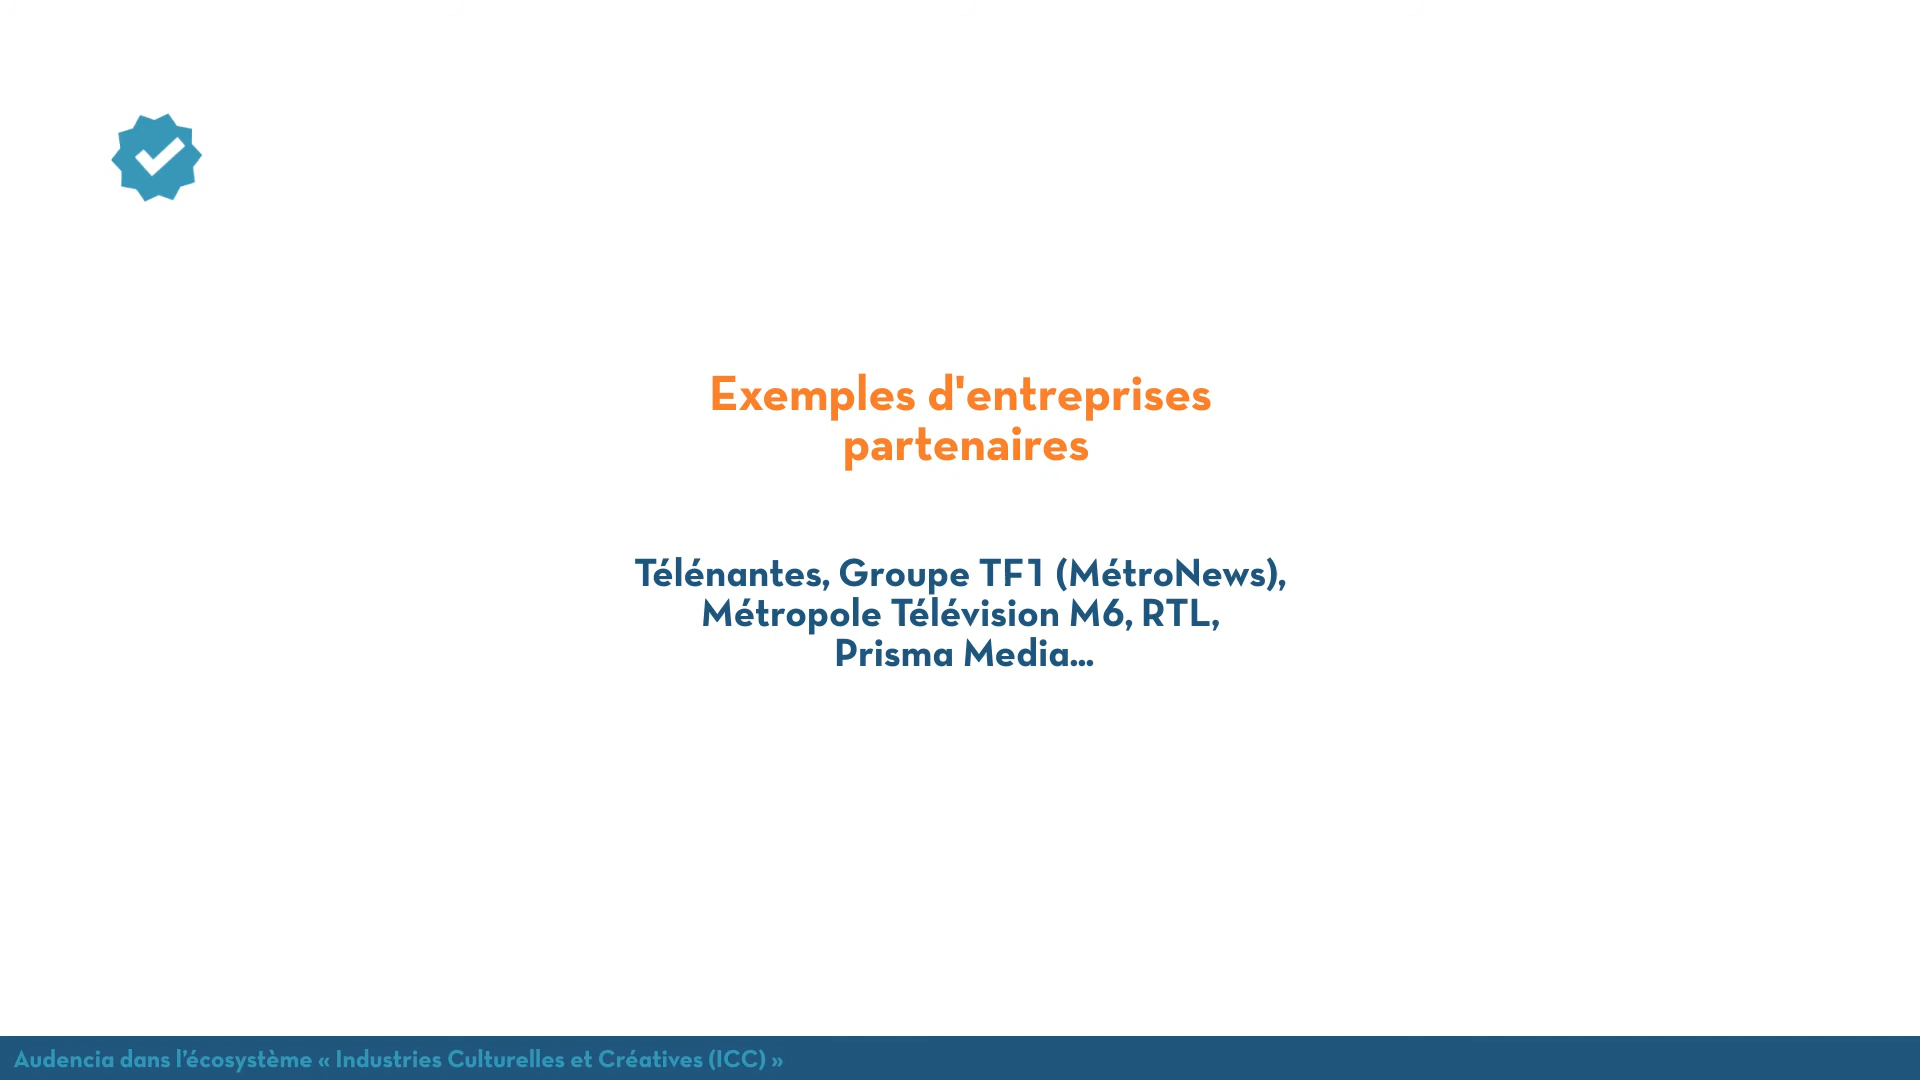 Exemples d'entreprises
partenaires
Télénantes, Groupe TF1 (MétroNews),
Métropole Télévision M6, RTL,
Prisma Media...
Audencia dans l’écosystème « Industries Culturelles et Créatives (ICC) »